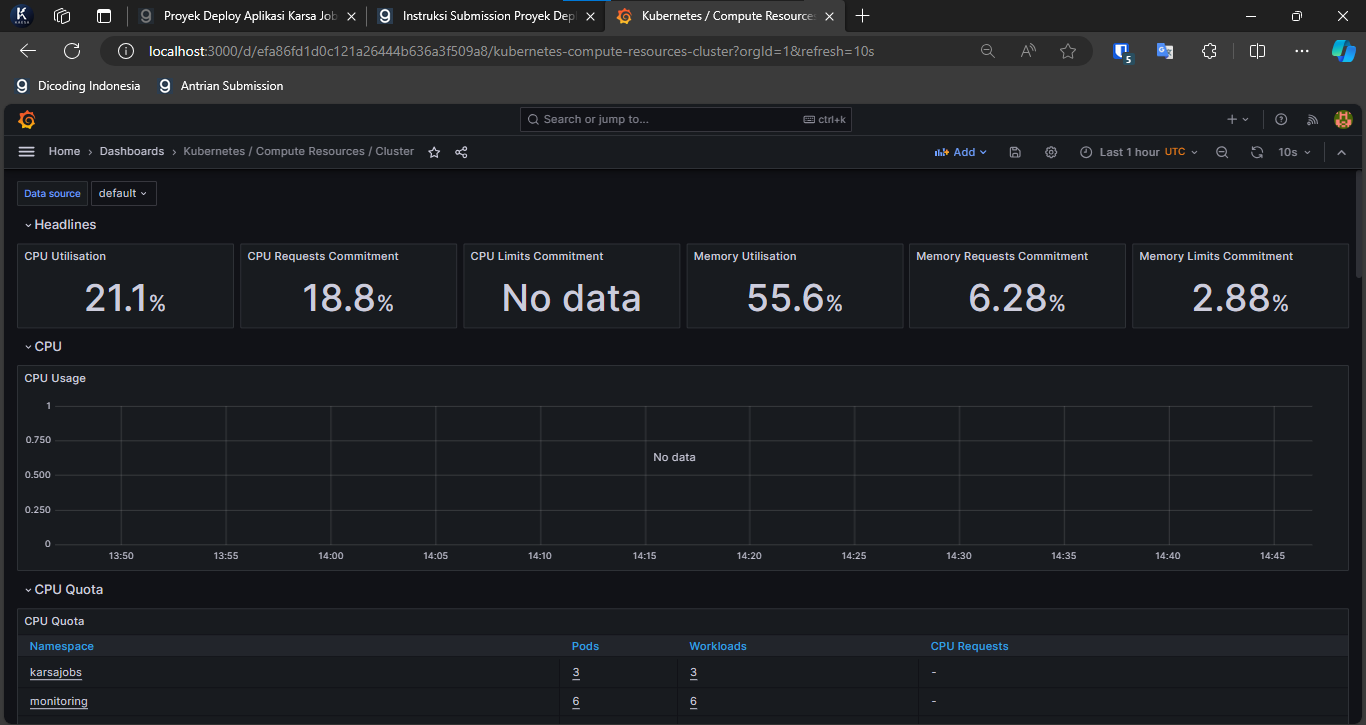 K
KARSA
Proyek Deploy Aplikasi Karsa Job
Instruksi Submission Proyek Dep
Kubernetes / Compute Resources
localhost:3000/d/efa86fd1d0c121a26444b636a3f509a8/kubernetes-compute-resources-cluster?orgId=1&refresh=10s
5
Dicoding Indonesia
Antrian Submission
Search or jump to...
ctrl+k
Home › Dashboards › Kubernetes / Compute Resources / Cluster
Add
Last 1 hour UTC
10s
Data source
default
Headlines
CPU Utilisation
21.1%
CPU Requests Commitment
18.8%
CPU Limits Commitment
No data
Memory Utilisation
55.6%
Memory Requests Commitment
6.28%
Memory Limits Commitment
2.88%
CPU
CPU Usage
1
0.750
0.500
0.250
0
No data
13:50 13:55 14:00 14:05 14:10 14:15 14:20 14:25 14:30 14:35 14:40 14:45
CPU Quota
CPU Quota
Namespace Pods Workloads CPU Requests
karsajobs 3 3 -
monitoring 6 6 -